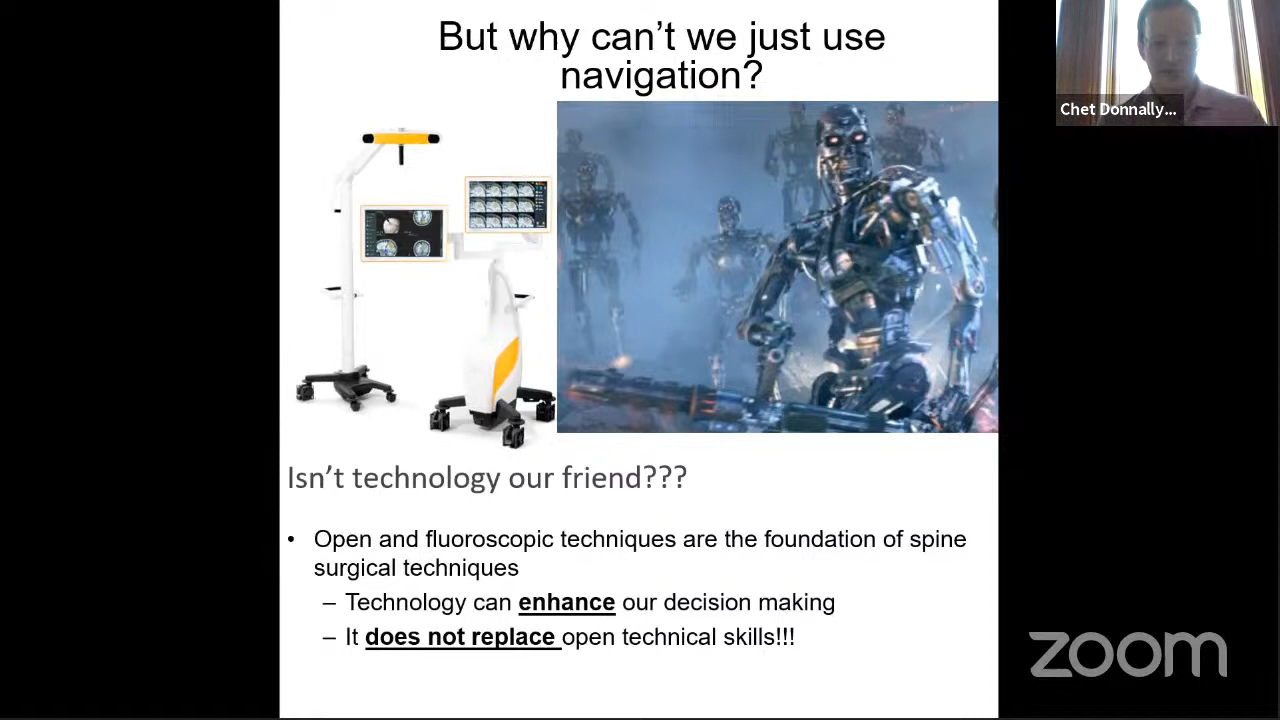 But why can't we just use
navigation?
Chet Donnally...
Isn't technology our friend???
• Open and fluoroscopic techniques are the foundation of spine
surgical techniques
– Technology can enhance our decision making
– It does not replace open technical skills!!!
zoom